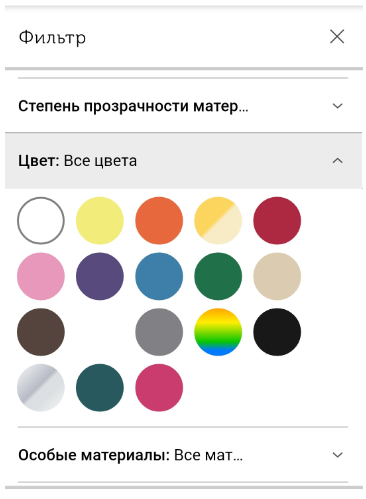 Фильтр
Степень прозрачности матер...
Цвет: Все цвета
Особые материалы: Все мат...